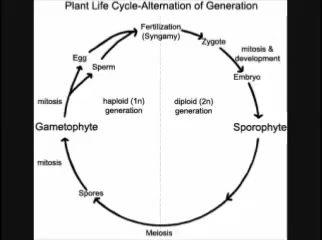 Plant Life Cycle-Alternation of Generation
Fertilization
(Syngamy)
Zygote
mitosis &
development
Embryo
Egg
Sperm
mitosis
haploid (1n)
generation
diploid (2n)
generation
Gametophyte
Sporophyte
mitosis
Spores
Meiosis